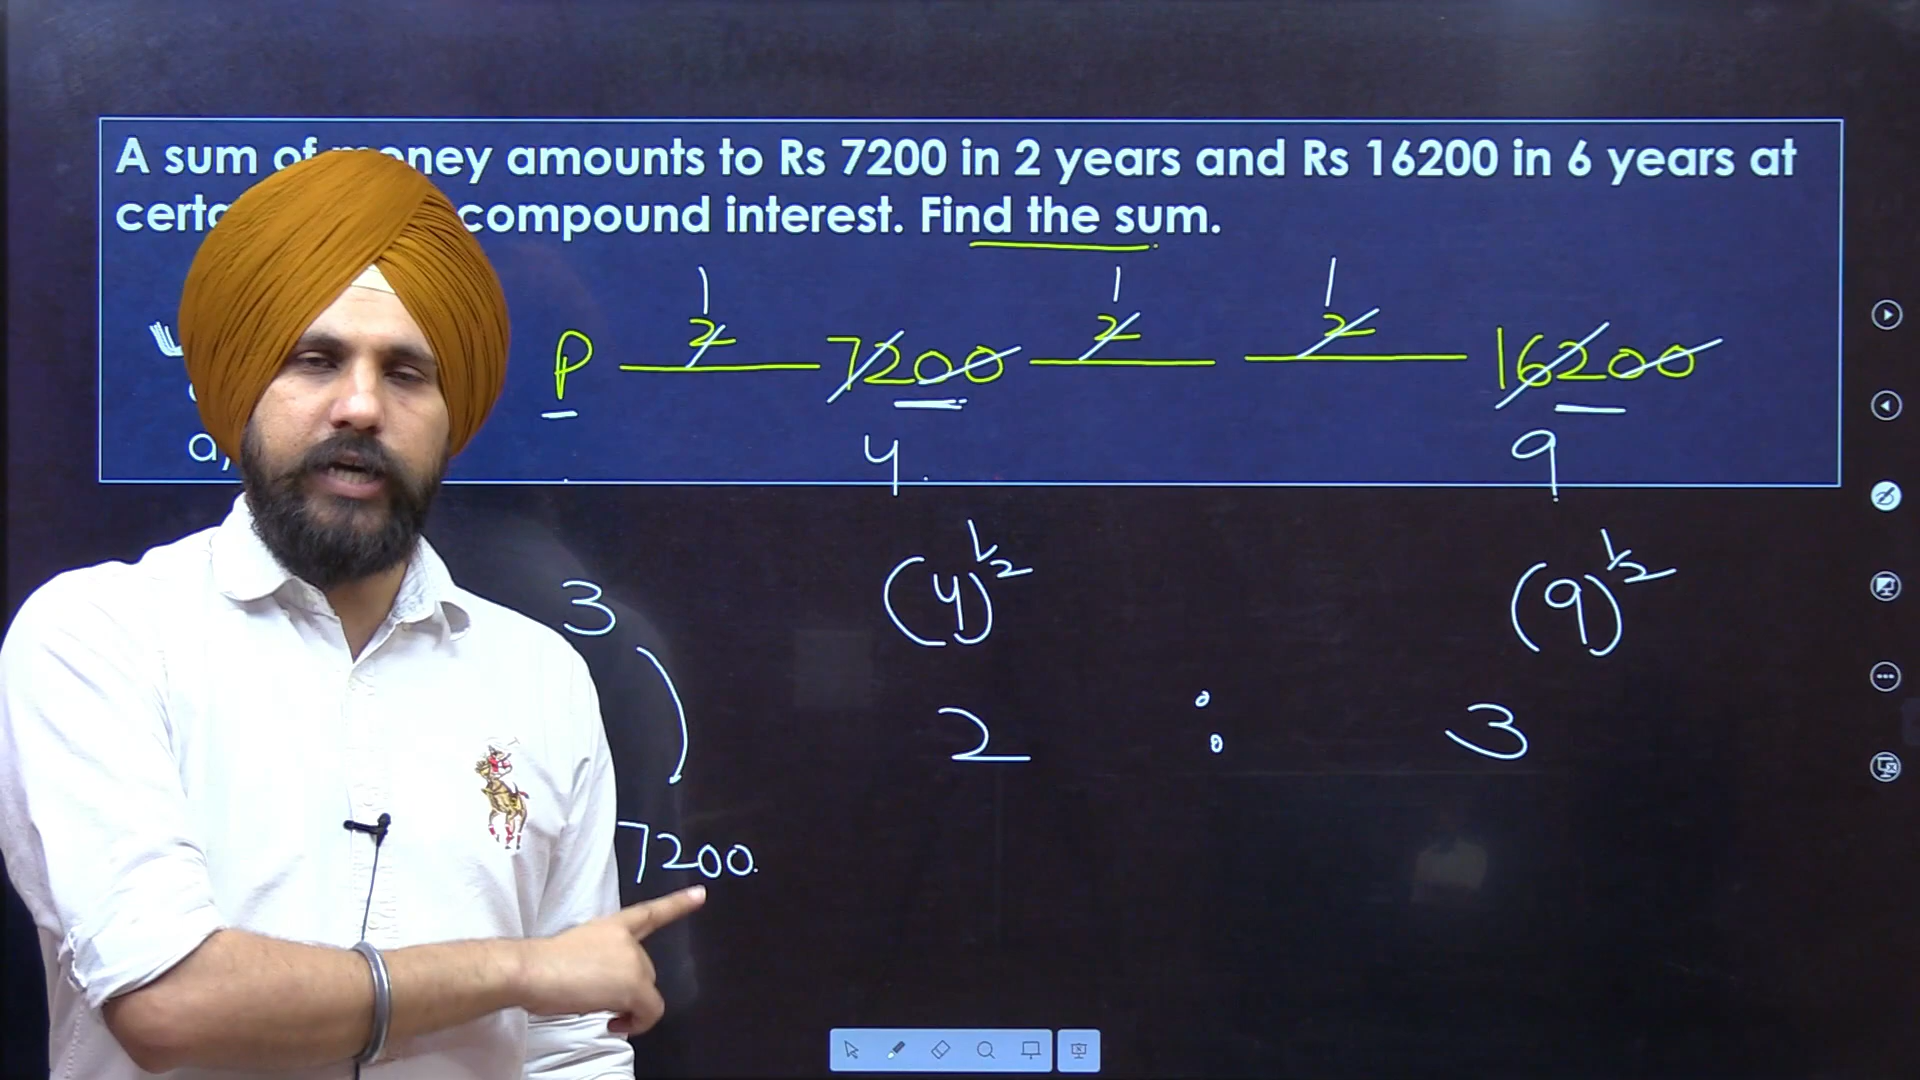 A sum of money amounts to Rs 7200 in 2 years and Rs 16200 in 6 years at
certa compound interest. Find the sum.
1 1 1
P 2 7200 2 2 16200
a)
4 9
3 (4)^1/2 (9)^1/2
2 : 3
7200.